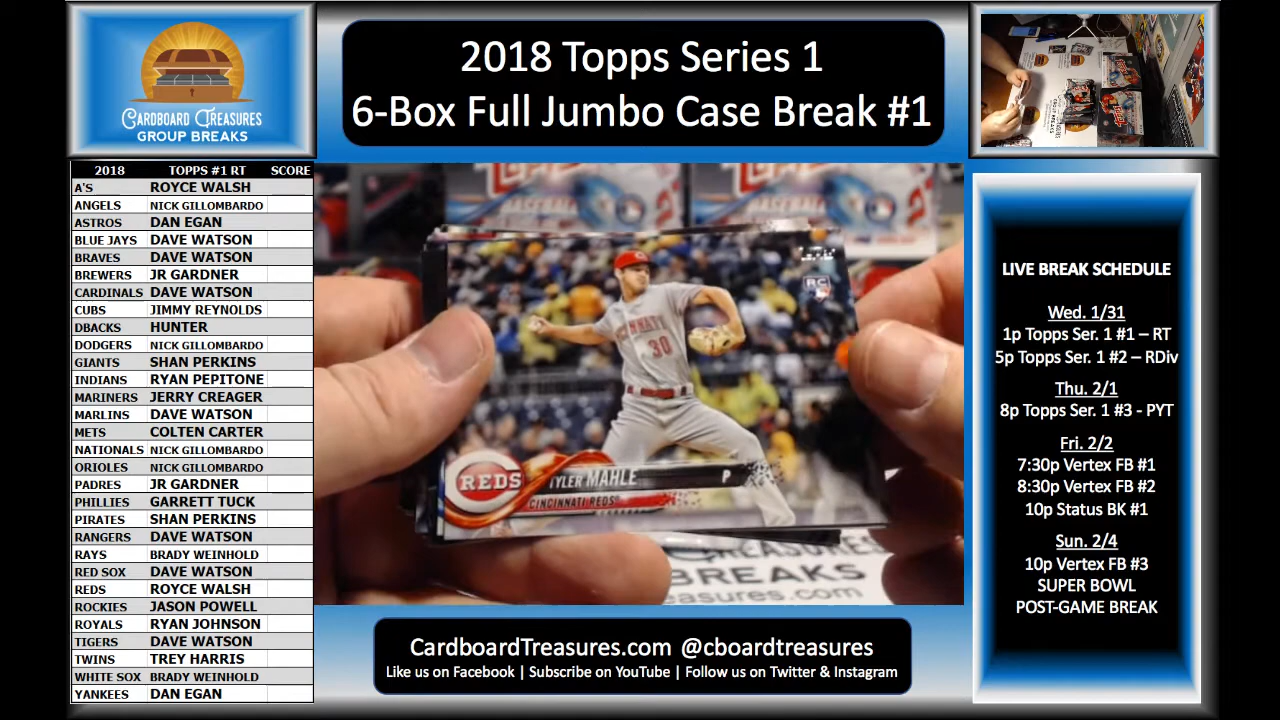 2018 Topps Series 1
6-Box Full Jumbo Case Break #1
CARDBOARD TREASURES
GROUP BREAKS
2018 TOPPS #1 RT SCORE
A'S ROYCE WALSH
ANGELS NICK GILLOMBARDO
ASTROS DAN EGAN
BLUE JAYS DAVE WATSON
BRAVES DAVE WATSON
BREWERS JR GARDNER
CARDINALS DAVE WATSON
CUBS JIMMY REYNOLDS
DBACKS HUNTER
DODGERS NICK GILLOMBARDO
GIANTS SHAN PERKINS
INDIANS RYAN PEPITONE
MARINERS JERRY CREAGER
MARLINS DAVE WATSON
METS COLTEN CARTER
NATIONALS NICK GILLOMBARDO
ORIOLES NICK GILLOMBARDO
PADRES JR GARDNER
PHILLIES GARRETT TUCK
PIRATES SHAN PERKINS
RANGERS DAVE WATSON
RAYS BRADY WEINHOLD
RED SOX DAVE WATSON
REDS ROYCE WALSH
ROCKIES JASON POWELL
ROYALS RYAN JOHNSON
TIGERS DAVE WATSON
TWINS TREY HARRIS
WHITE SOX BRADY WEINHOLD
YANKEES DAN EGAN
RC
CINCINNATI
30
REDS
TYLER MAHLE P
CINCINNATI REDS
TREASURES
BREAKS
easures.com
LIVE BREAK SCHEDULE
Wed. 1/31
1p Topps Ser. 1 #1 – RT
5p Topps Ser. 1 #2 – RDiv
Thu. 2/1
8p Topps Ser. 1 #3 - PYT
Fri. 2/2
7:30p Vertex FB #1
8:30p Vertex FB #2
10p Status BK #1
Sun. 2/4
10p Vertex FB #3
SUPER BOWL
POST-GAME BREAK
CardboardTreasures.com @cboardtreasures
Like us on Facebook | Subscribe on YouTube | Follow us on Twitter & Instagram